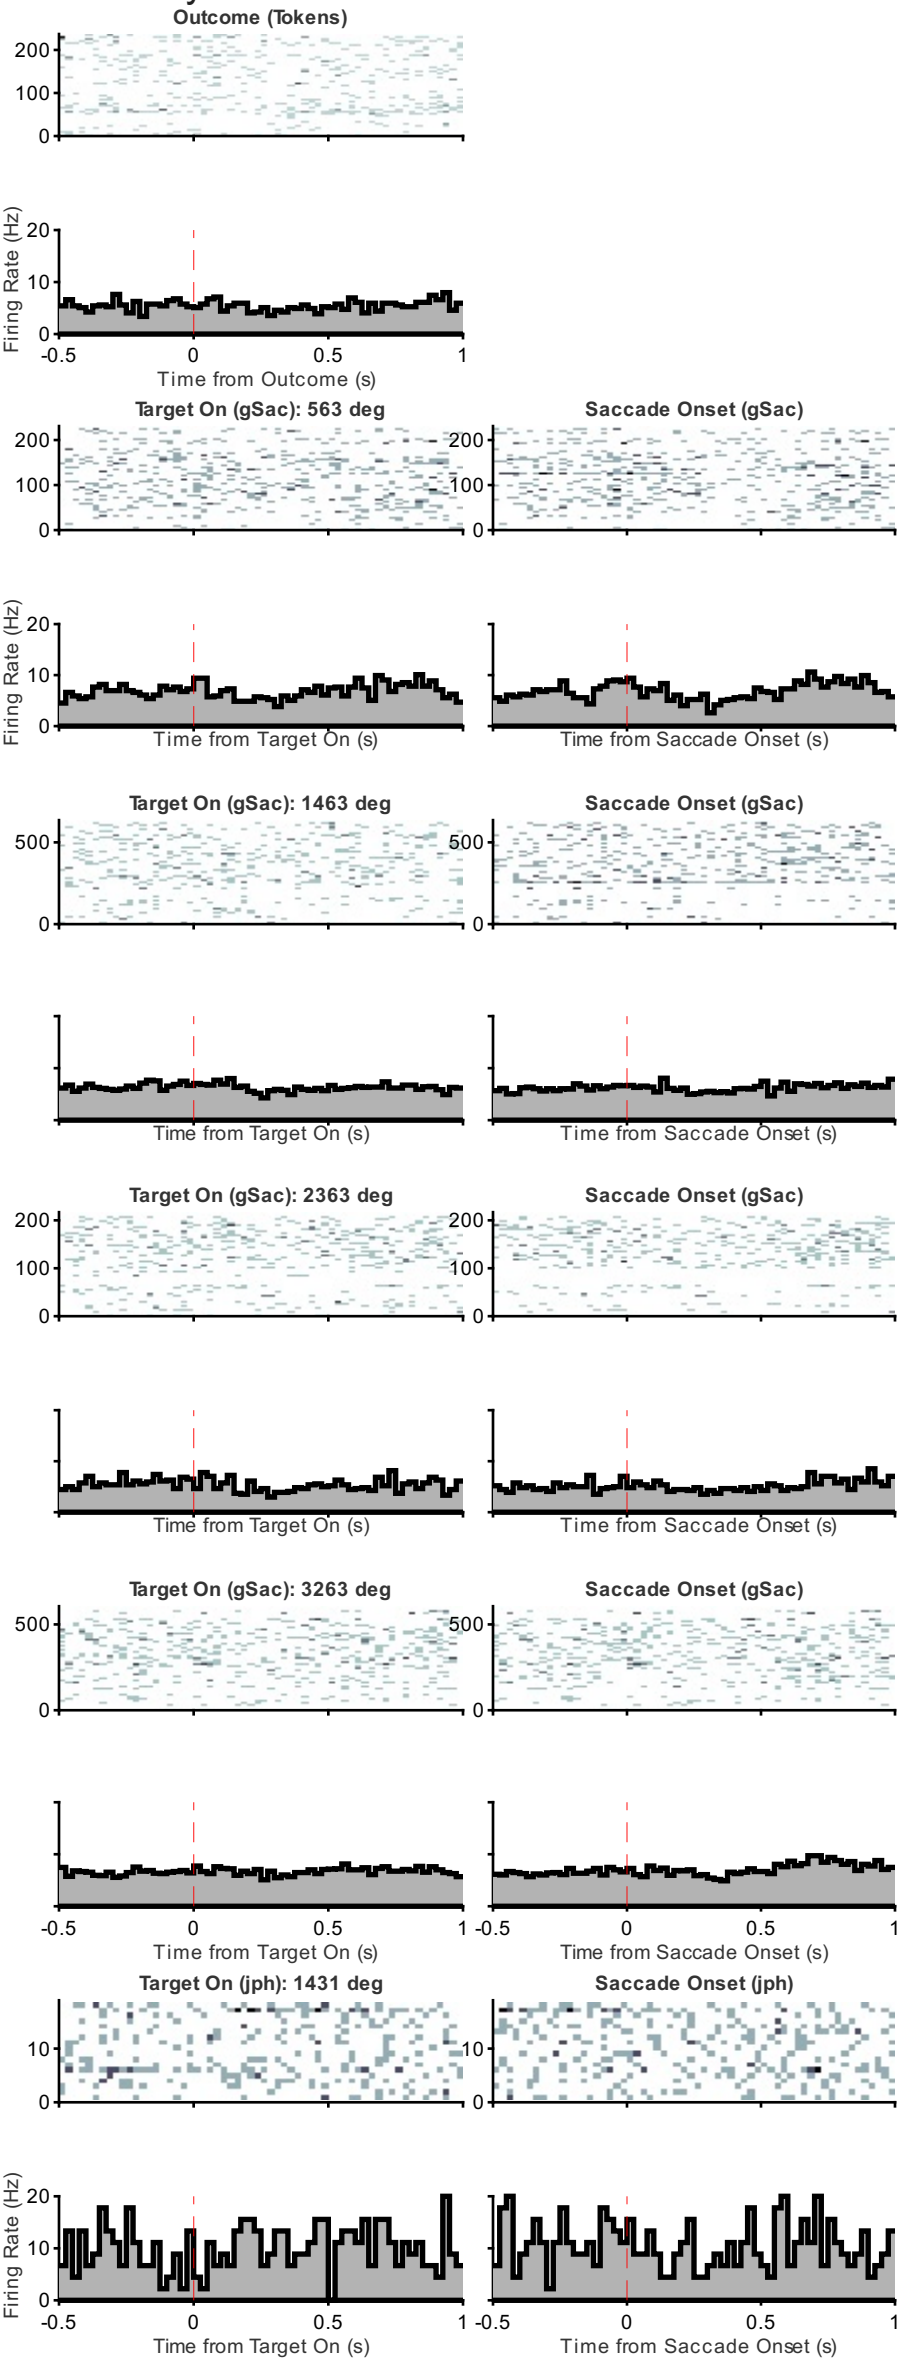 Outcome (Tokens)
200
100
0
Firing Rate (Hz)
20
10
0
-0.5 0 0.5 1
Time from Outcome (s)
Target On (gSac): 563 deg Saccade Onset (gSac)
200 200
100 100
0 0
Firing Rate (Hz)
20
10
0
Time from Target On (s) Time from Saccade Onset (s)
Target On (gSac): 1463 deg Saccade Onset (gSac)
500 500
0 0
Time from Target On (s) Time from Saccade Onset (s)
Target On (gSac): 2363 deg Saccade Onset (gSac)
200 200
100 100
0 0
Time from Target On (s) Time from Saccade Onset (s)
Target On (gSac): 3263 deg Saccade Onset (gSac)
500 500
0 0
-0.5 0 0.5 1 -0.5 0 0.5 1
Time from Target On (s) Time from Saccade Onset (s)
Target On (jph): 1431 deg Saccade Onset (jph)
10 10
0 0
Firing Rate (Hz)
20
10
0
-0.5 0 0.5 1 -0.5 0 0.5 1
Time from Target On (s) Time from Saccade Onset (s)